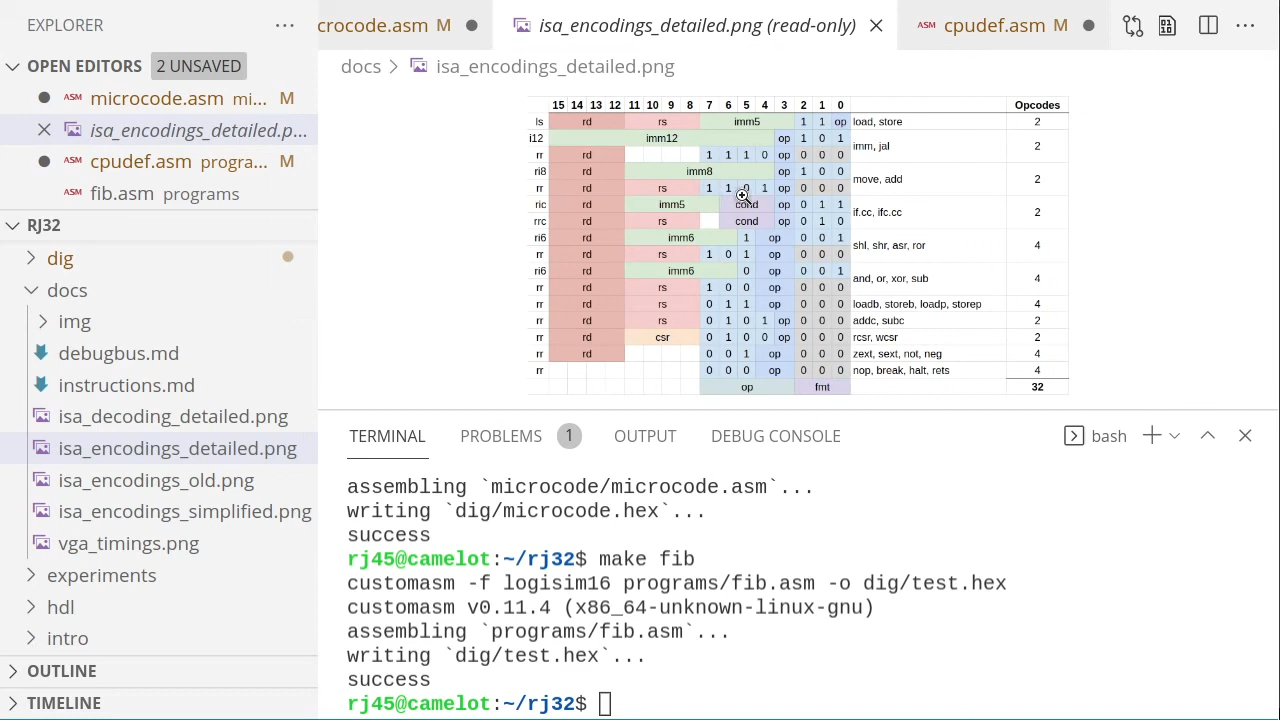 EXPLORER ···
OPEN EDITORS 2 UNSAVED
ASM microcode.asm mi... M
isa_encodings_detailed.p...
ASM cpudef.asm progra... M
ASM fib.asm programs
RJ32
dig
docs
img
debugbus.md
instructions.md
isa_decoding_detailed.png
isa_encodings_detailed.png
isa_encodings_old.png
isa_encodings_simplified.png
vga_timings.png
experiments
hdl
intro
OUTLINE
TIMELINE
crocode.asm M
isa_encodings_detailed.png (read-only)
ASM cpudef.asm M
docs > isa_encodings_detailed.png
15 14 13 12 11 10 9 8 7 6 5 4 3 2 1 0 Opcodes
ls rd rs imm5 1 1 op load, store 2
i12 imm12 op 1 0 1 imm, jal 2
rr rd 1 1 1 0 op 0 0 0
ri8 rd imm8 op 1 0 0 move, add 2
rr rd rs 1 1 0 1 op 0 0 0
ric rd imm5 cond op 0 1 1 if.cc, ifc.cc 2
rrc rd rs cond op 0 1 0
ri6 rd imm6 1 op 0 0 1 shl, shr, asr, ror 4
rr rd rs 1 0 1 op 0 0 0
ri6 rd imm6 0 op 0 0 1 and, or, xor, sub 4
rr rd rs 1 0 0 op 0 0 0
rr rd rs 0 1 1 op 0 0 0 loadb, storeb, loadp, storep 4
rr rd rs 0 1 0 1 op 0 0 0 addc, subc 2
rr rd csr 0 1 0 0 op 0 0 0 rcsr, wcsr 2
rr rd 0 0 1 op 0 0 0 zext, sext, not, neg 4
rr 0 0 0 op 0 0 0 nop, break, halt, rets 4
op fmt 32
TERMINAL PROBLEMS 1 OUTPUT DEBUG CONSOLE bash
assembling `microcode/microcode.asm`...
writing `dig/microcode.hex`...
success
rj45@camelot:~/rj32$ make fib
customasm -f logisim16 programs/fib.asm -o dig/test.hex
customasm v0.11.4 (x86_64-unknown-linux-gnu)
assembling `programs/fib.asm`...
writing `dig/test.hex`...
success
rj45@camelot:~/rj32$